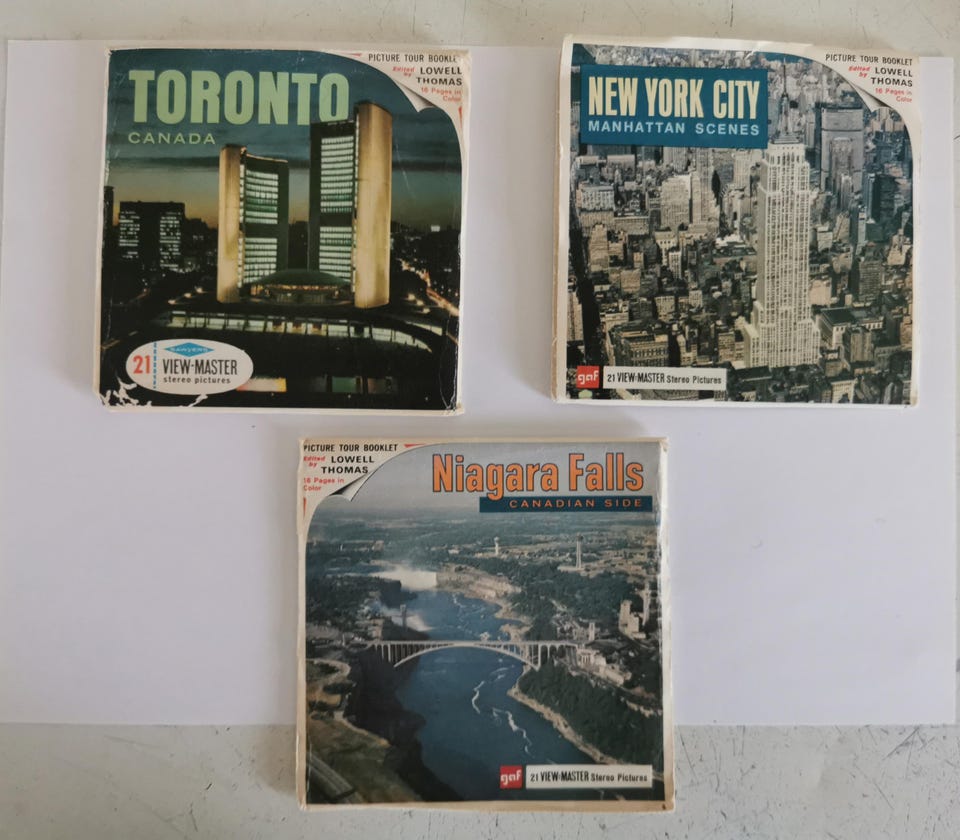 PICTURE TOUR BOOKLET
Edited by LOWELL
THOMAS
16 Pages in
Color
TORONTO
CANADA
21
SAWYERS
VIEW-MASTER
stereo pictures
PICTURE TOUR BOOKLET
Edited by LOWELL
THOMAS
16 Pages in
Color
NEW YORK CITY
MANHATTAN SCENES
gaf
21 VIEW-MASTER Stereo Pictures
PICTURE TOUR BOOKLET
Edited by LOWELL
THOMAS
16 Pages in
Color
Niagara Falls
CANADIAN SIDE
gaf
21 VIEW-MASTER Stereo Pictures